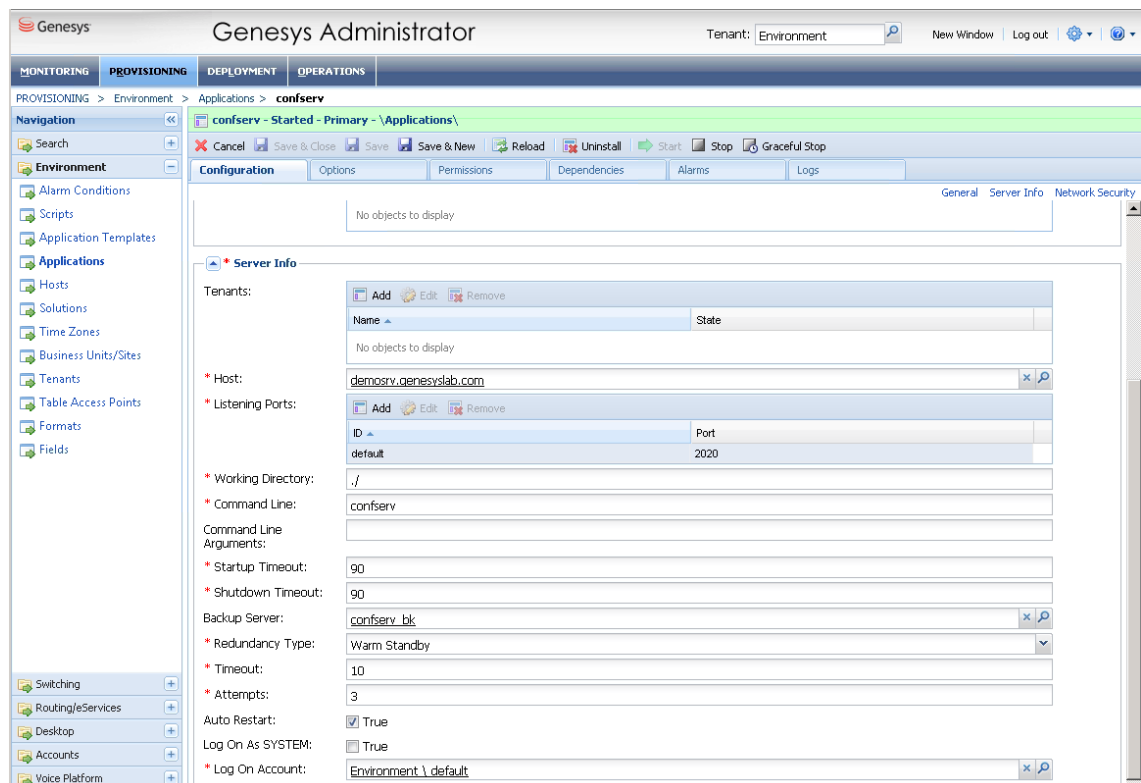 Genesys
Genesys Administrator
Tenant: Environment
New Window Log out
MONITORING PROVISIONING DEPLOYMENT OPERATIONS
PROVISIONING > Environment > Applications > confserv
Navigation
Search
Environment
Alarm Conditions
Scripts
Application Templates
Applications
Hosts
Solutions
Time Zones
Business Units/Sites
Tenants
Table Access Points
Formats
Fields
Switching
Routing/eServices
Desktop
Accounts
Voice Platform
confserv - Started - Primary - \Applications\
Cancel Save & Close Save Save & New Reload Uninstall Start Stop Graceful Stop
Configuration Options Permissions Dependencies Alarms Logs
General Server Info Network Security
No objects to display
* Server Info
Tenants:
Add Edit Remove
Name State
No objects to display
* Host: demosrv.genesyslab.com
* Listening Ports:
Add Edit Remove
ID Port
default 2020
* Working Directory: ./
* Command Line: confserv
Command Line
Arguments:
* Startup Timeout: 90
* Shutdown Timeout: 90
Backup Server: confserv_bk
* Redundancy Type: Warm Standby
* Timeout: 10
* Attempts: 3
Auto Restart: True
Log On As SYSTEM: True
* Log On Account: Environment \ default